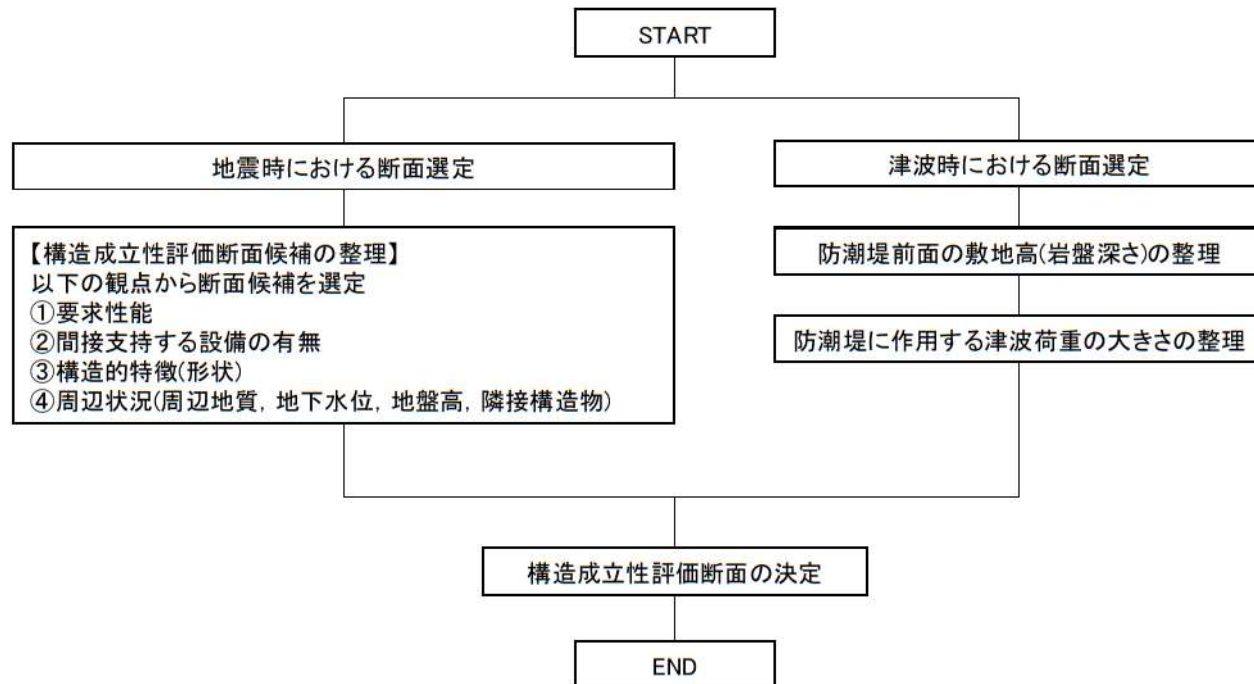 START
地震時における断面選定
【構造成立性評価断面候補の整理】
以下の観点から断面候補を選定
①要求性能
②間接支持する設備の有無
③構造的特徴(形状)
④周辺状況(周辺地質，地下水位，地盤高，隣接構造物)
津波時における断面選定
防潮堤前面の敷地高(岩盤深さ)の整理
防潮堤に作用する津波荷重の大きさの整理
構造成立性評価断面の決定
END